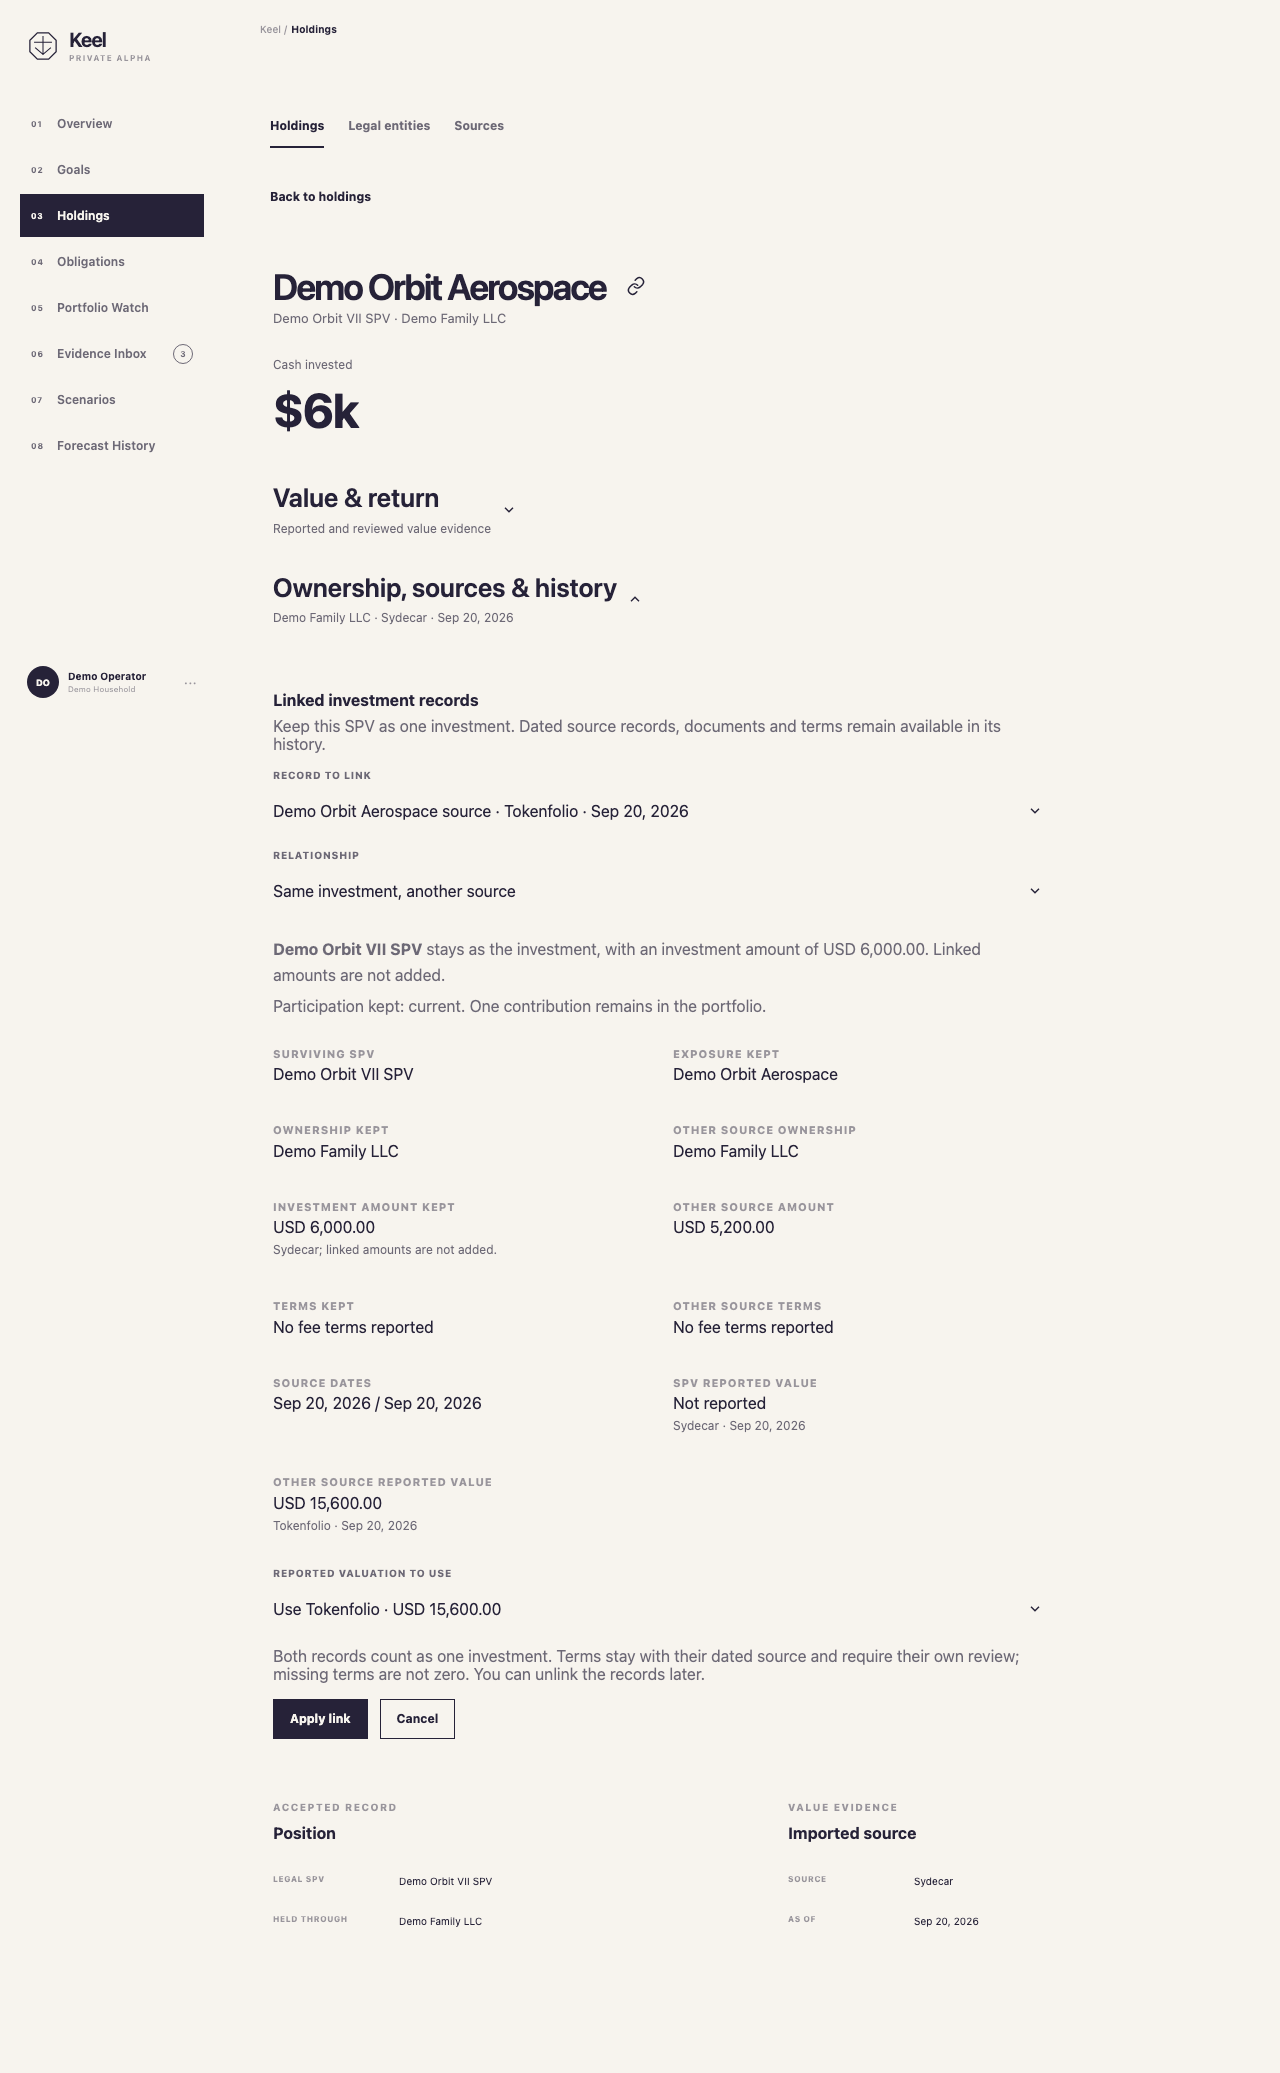 Keel
PRIVATE ALPHA
Keel / Holdings
01 Overview
02 Goals
03 Holdings
04 Obligations
05 Portfolio Watch
06 Evidence Inbox 3
07 Scenarios
08 Forecast History
DO Demo Operator ...
Demo Household
Holdings Legal entities Sources
Back to holdings
Demo Orbit Aerospace
Demo Orbit VII SPV · Demo Family LLC
Cash invested
$6k
Value & return
Reported and reviewed value evidence
Ownership, sources & history
Demo Family LLC · Sydecar · Sep 20, 2026
Linked investment records
Keep this SPV as one investment. Dated source records, documents and terms remain available in its
history.
RECORD TO LINK
Demo Orbit Aerospace source · Tokenfolio · Sep 20, 2026
RELATIONSHIP
Same investment, another source
Demo Orbit VII SPV stays as the investment, with an investment amount of USD 6,000.00. Linked
amounts are not added.
Participation kept: current. One contribution remains in the portfolio.
SURVIVING SPV
Demo Orbit VII SPV
EXPOSURE KEPT
Demo Orbit Aerospace
OWNERSHIP KEPT
Demo Family LLC
OTHER SOURCE OWNERSHIP
Demo Family LLC
INVESTMENT AMOUNT KEPT
USD 6,000.00
Sydecar; linked amounts are not added.
OTHER SOURCE AMOUNT
USD 5,200.00
TERMS KEPT
No fee terms reported
OTHER SOURCE TERMS
No fee terms reported
SOURCE DATES
Sep 20, 2026 / Sep 20, 2026
SPV REPORTED VALUE
Not reported
Sydecar · Sep 20, 2026
OTHER SOURCE REPORTED VALUE
USD 15,600.00
Tokenfolio · Sep 20, 2026
REPORTED VALUATION TO USE
Use Tokenfolio · USD 15,600.00
Both records count as one investment. Terms stay with their dated source and require their own review;
missing terms are not zero. You can unlink the records later.
Apply link Cancel
ACCEPTED RECORD
Position
LEGAL SPV Demo Orbit VII SPV
HELD THROUGH Demo Family LLC
VALUE EVIDENCE
Imported source
SOURCE Sydecar
AS OF Sep 20, 2026